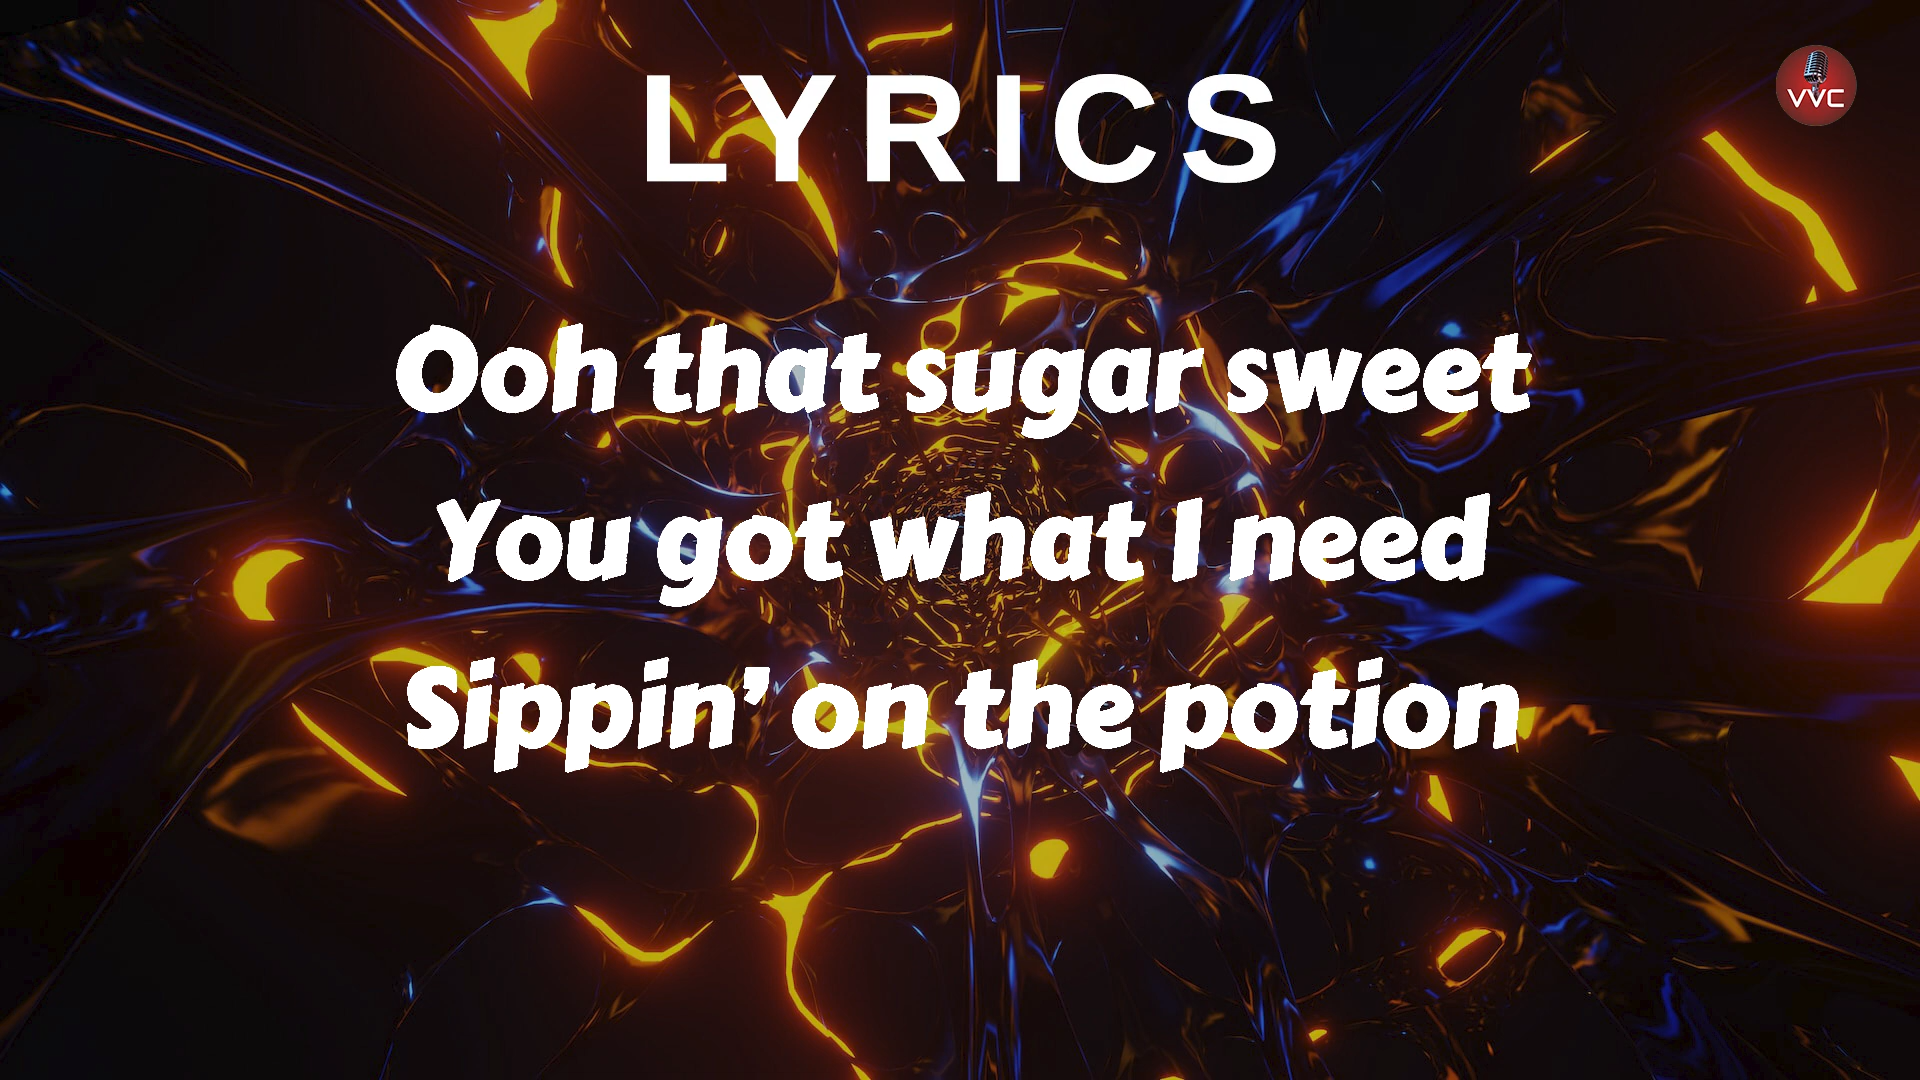 LYRICS
VVC
Ooh that sugar sweet
You got what I need
Sippin’ on the potion